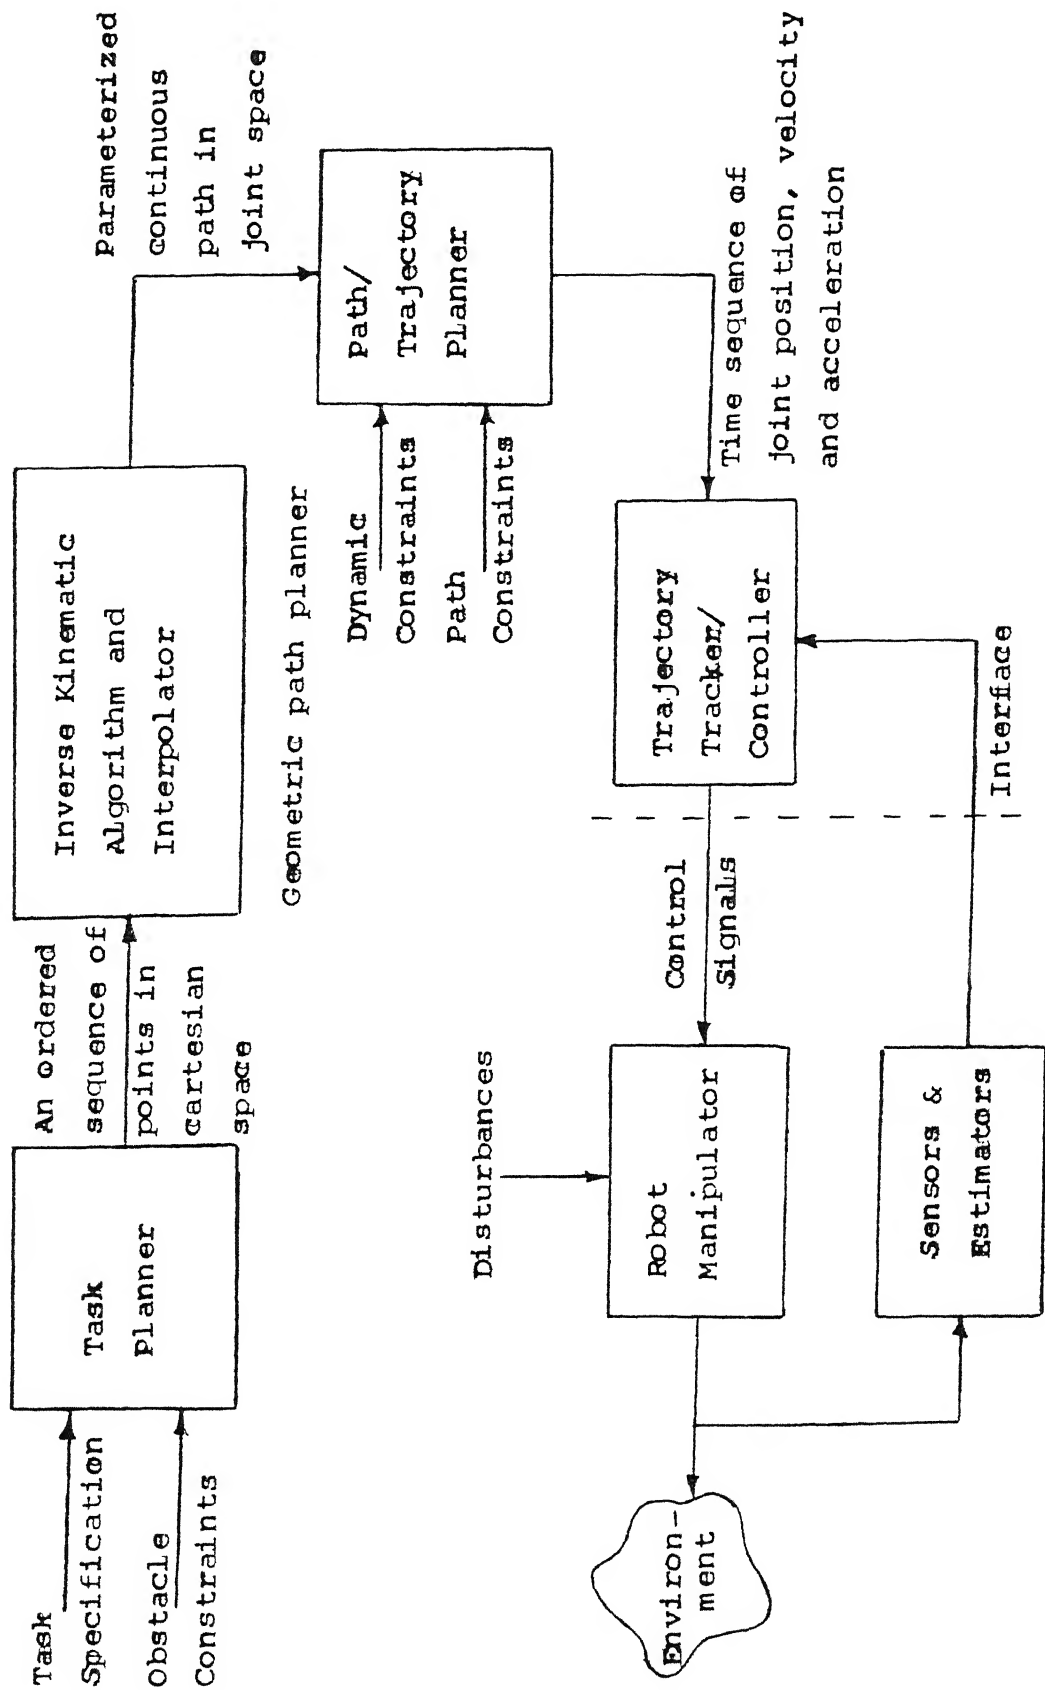 Task
Specification
Obstacle
Constraints
Task
Planner
An ordered
sequence of
points in
cartesian
space
Inverse Kinematic
Algorithm and
Interpolator
Geometric path planner
Parameterized
continuous
path in
joint space
Dynamic
Constraints
Path
Constraints
Path/
Trajectory
Planner
Time sequence of
joint position, velocity
and acceleration
Trajectory
Tracker/
Controller
Interface
Control
Signals
Disturbances
Robot
Manipulator
Sensors &
Estimators
Environ-
ment